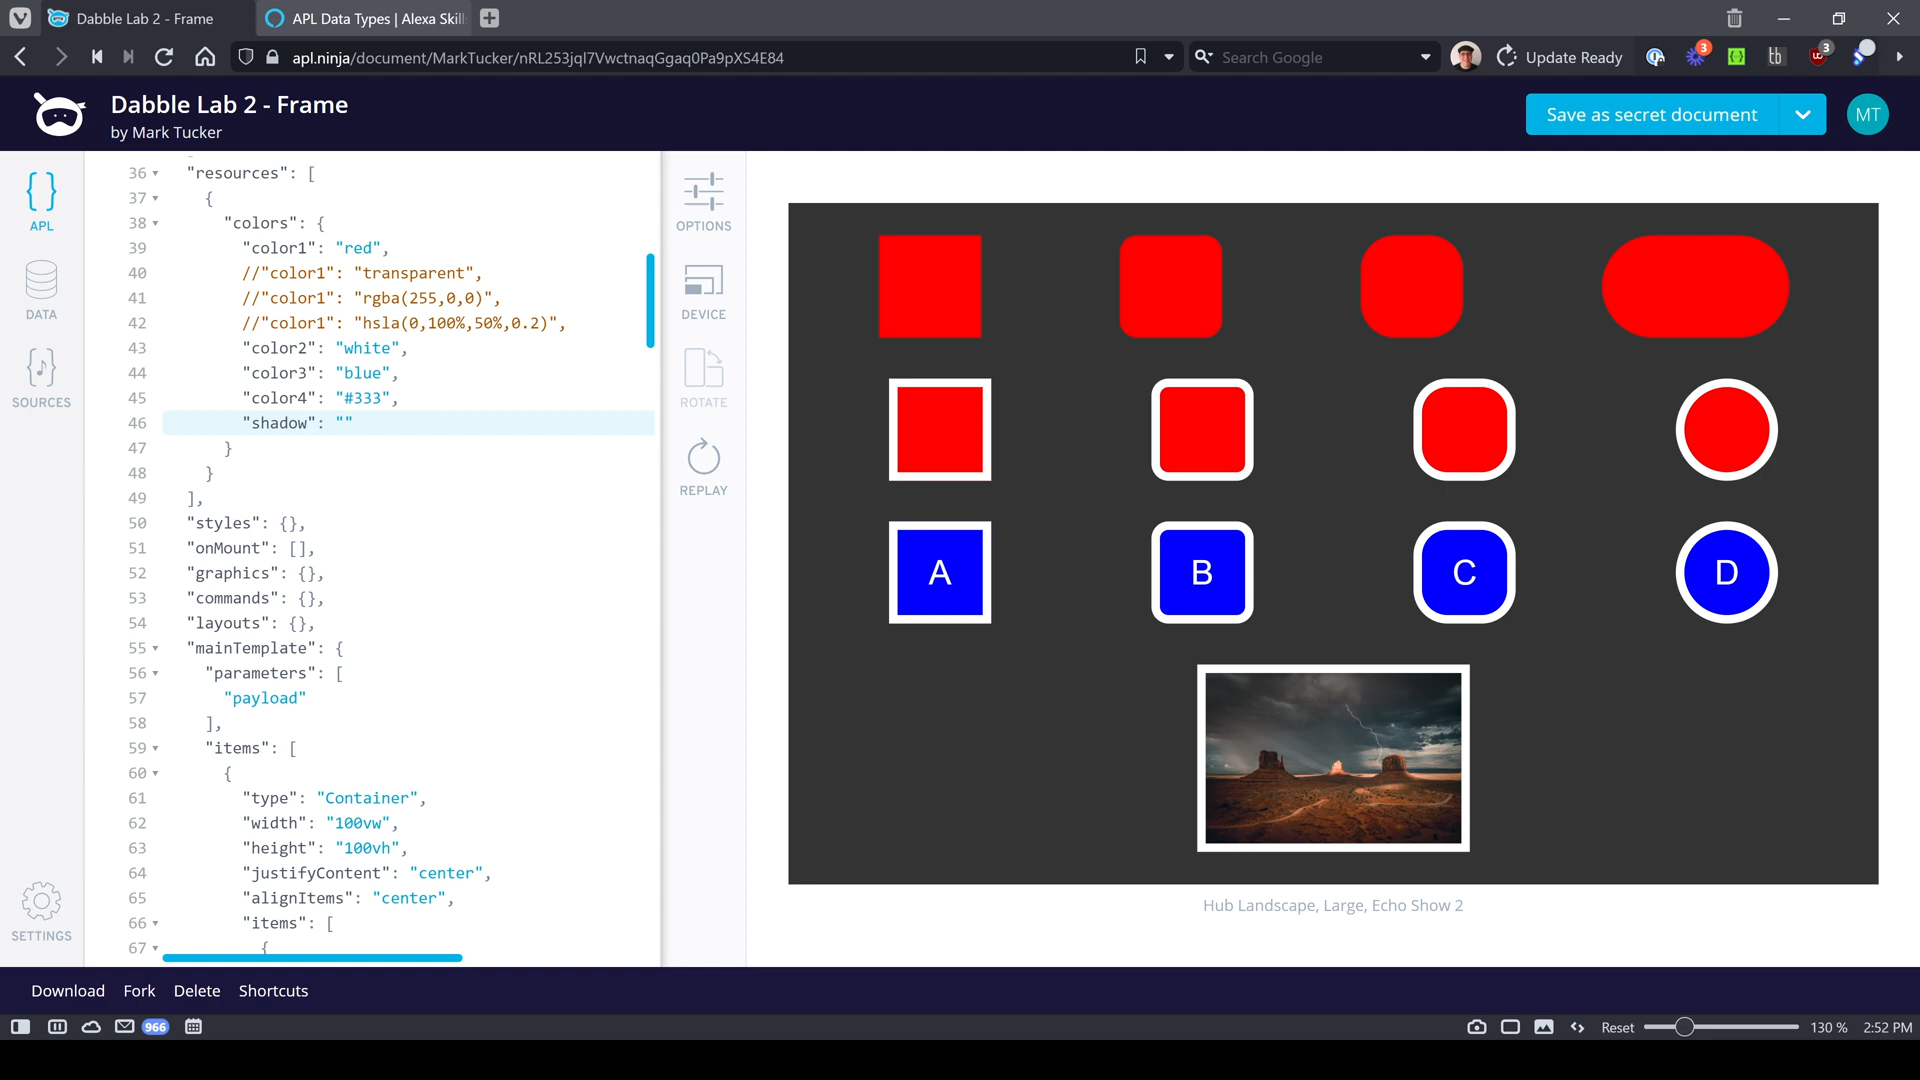 Dabble Lab 2 - Frame
APL Data Types | Alexa Skill
apl.ninja/document/MarkTucker/nRL253jql7VwctnaqGgaq0Pa9pXS4E84
Search Google
Update Ready
3
tb
3
Dabble Lab 2 - Frame
by Mark Tucker
Save as secret document
MT
APL
DATA
SOURCES
SETTINGS
36 "resources": [
37 {
38 "colors": {
39 "color1": "red",
40 //"color1": "transparent",
41 //"color1": "rgba(255,0,0)",
42 //"color1": "hsla(0,100%,50%,0.2)",
43 "color2": "white",
44 "color3": "blue",
45 "color4": "#333",
46 "shadow": ""
47 }
48 }
49 ],
50 "styles": {},
51 "onMount": [],
52 "graphics": {},
53 "commands": {},
54 "layouts": {},
55 "mainTemplate": {
56 "parameters": [
57 "payload"
58 ],
59 "items": [
60 {
61 "type": "Container",
62 "width": "100vw",
63 "height": "100vh",
64 "justifyContent": "center",
65 "alignItems": "center",
66 "items": [
67 {
OPTIONS
DEVICE
ROTATE
REPLAY
A B C D
Hub Landscape, Large, Echo Show 2
Download Fork Delete Shortcuts
966
Reset 130 % 2:52 PM